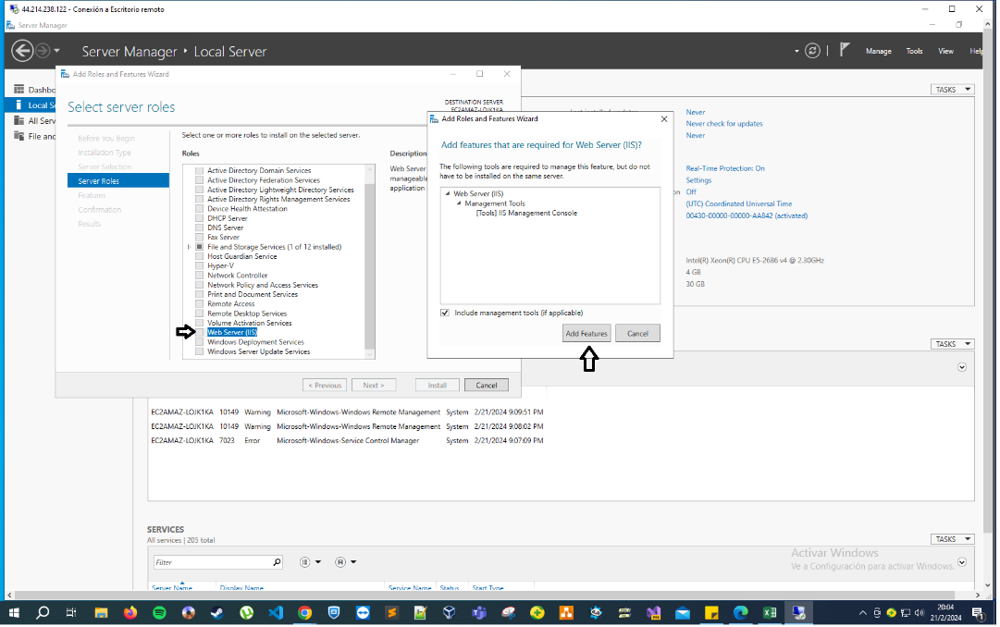 44.214.238.122 - Conexión a Escritorio remoto
Server Manager
Server Manager • Local Server
Manage Tools View Help
Add Roles and Features Wizard
Select server roles
DESTINATION SERVER
EC2AMAZ-LOJK1KA
Dashbo
Local S
All Serv
File and
Before You Begin
Installation Type
Server Selection
Server Roles
Features
Confirmation
Results
Select one or more roles to install on the selected server.
Roles
Active Directory Domain Services
Active Directory Federation Services
Active Directory Lightweight Directory Services
Active Directory Rights Management Services
Device Health Attestation
DHCP Server
DNS Server
Fax Server
File and Storage Services (1 of 12 installed)
Host Guardian Service
Hyper-V
Network Controller
Network Policy and Access Services
Print and Document Services
Remote Access
Remote Desktop Services
Volume Activation Services
Web Server (IIS)
Windows Deployment Services
Windows Server Update Services
Description
Web Server
manageable
application
< Previous
Next >
Install
Cancel
Add Roles and Features Wizard
Add features that are required for Web Server (IIS)?
The following tools are required to manage this feature, but do not
have to be installed on the same server.
Web Server (IIS)
Management Tools
[Tools] IIS Management Console
Include management tools (if applicable)
Add Features
Cancel
TASKS
Never
Never check for updates
Never
Real-Time Protection: On
Settings
on Off
(UTC) Coordinated Universal Time
00430-00000-00000-AA842 (activated)
Intel(R) Xeon(R) CPU E5-2686 v4 @ 2.30GHz
4 GB
30 GB
TASKS
EC2AMAZ-LOJK1KA 10149 Warning Microsoft-Windows-Windows Remote Management System 2/21/2024 9:09:51 PM
EC2AMAZ-LOJK1KA 10149 Warning Microsoft-Windows-Windows Remote Management System 2/21/2024 9:08:02 PM
EC2AMAZ-LOJK1KA 7023 Error Microsoft-Windows-Service Control Manager System 2/21/2024 9:07:09 PM
SERVICES
All services | 205 total
TASKS
Filter
Activar Windows
Ve a Configuración para activar Windows.
Server Name Display Name Service Name Status Start Type
20:04
21/2/2024